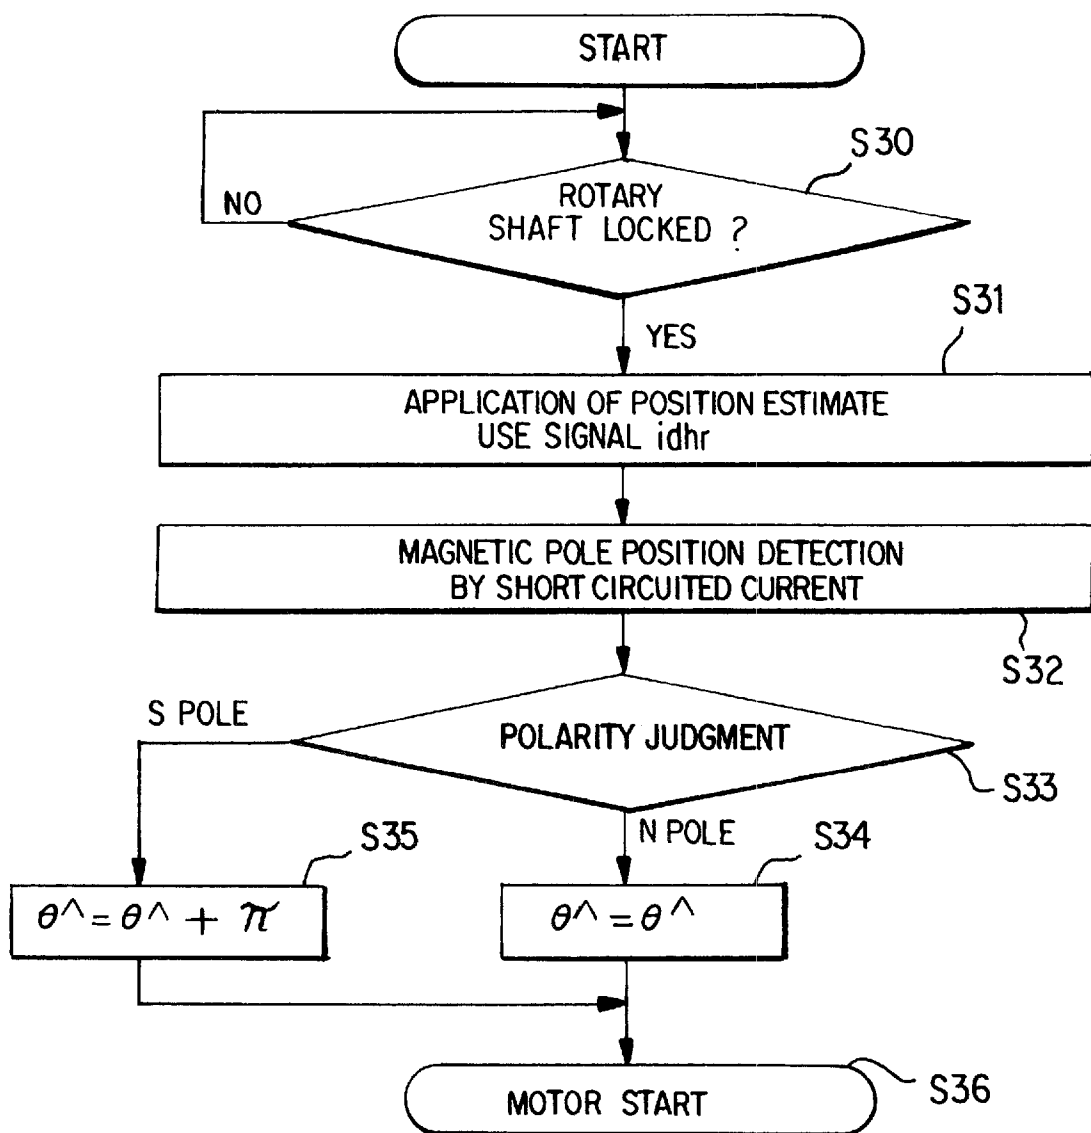 START
S30
ROTARY
SHAFT LOCKED ?
NO
YES
S31
APPLICATION OF POSITION ESTIMATE
USE SIGNAL idhr
MAGNETIC POLE POSITION DETECTION
BY SHORT CIRCUITED CURRENT
S32
S POLE
POLARITY JUDGMENT
S33
N POLE
S35
S34
θ^ = θ^ + π
θ^ = θ^
MOTOR START
S36